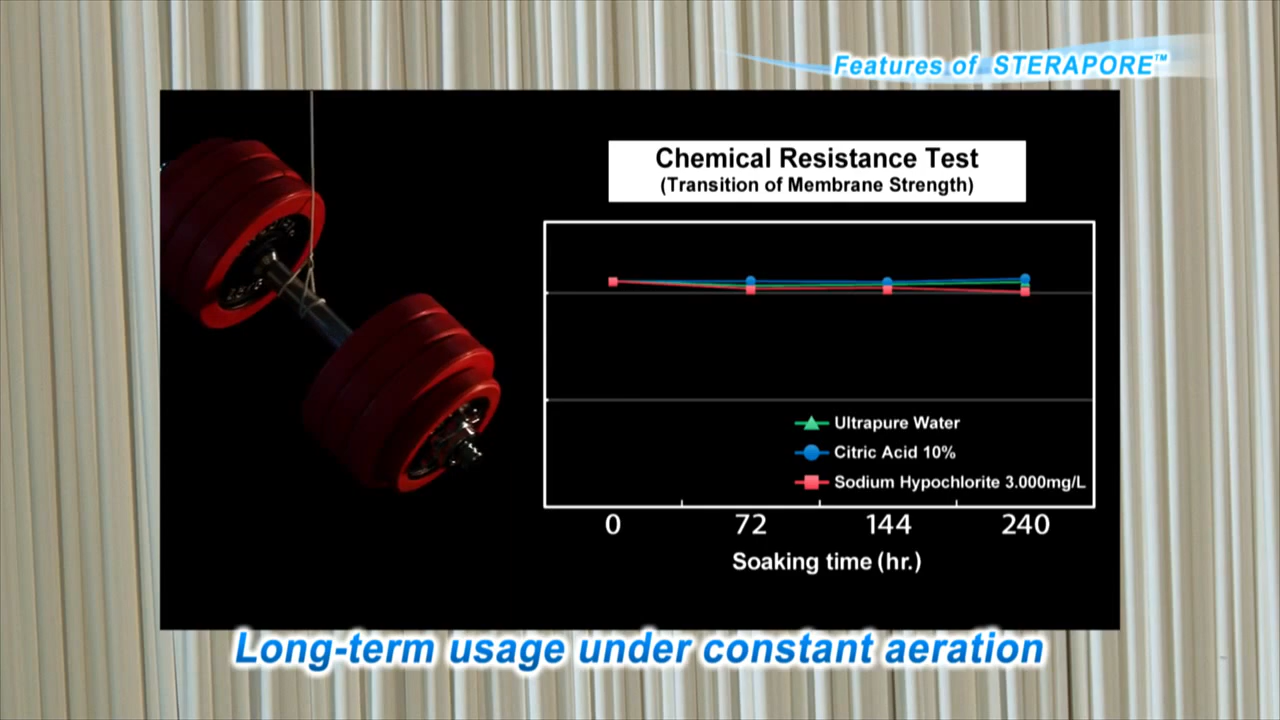 Features of STERAPORE™
Chemical Resistance Test
(Transition of Membrane Strength)
Ultrapure Water
Citric Acid 10%
Sodium Hypochlorite 3.000mg/L
0 72 144 240
Soaking time (hr.)
Long-term usage under constant aeration